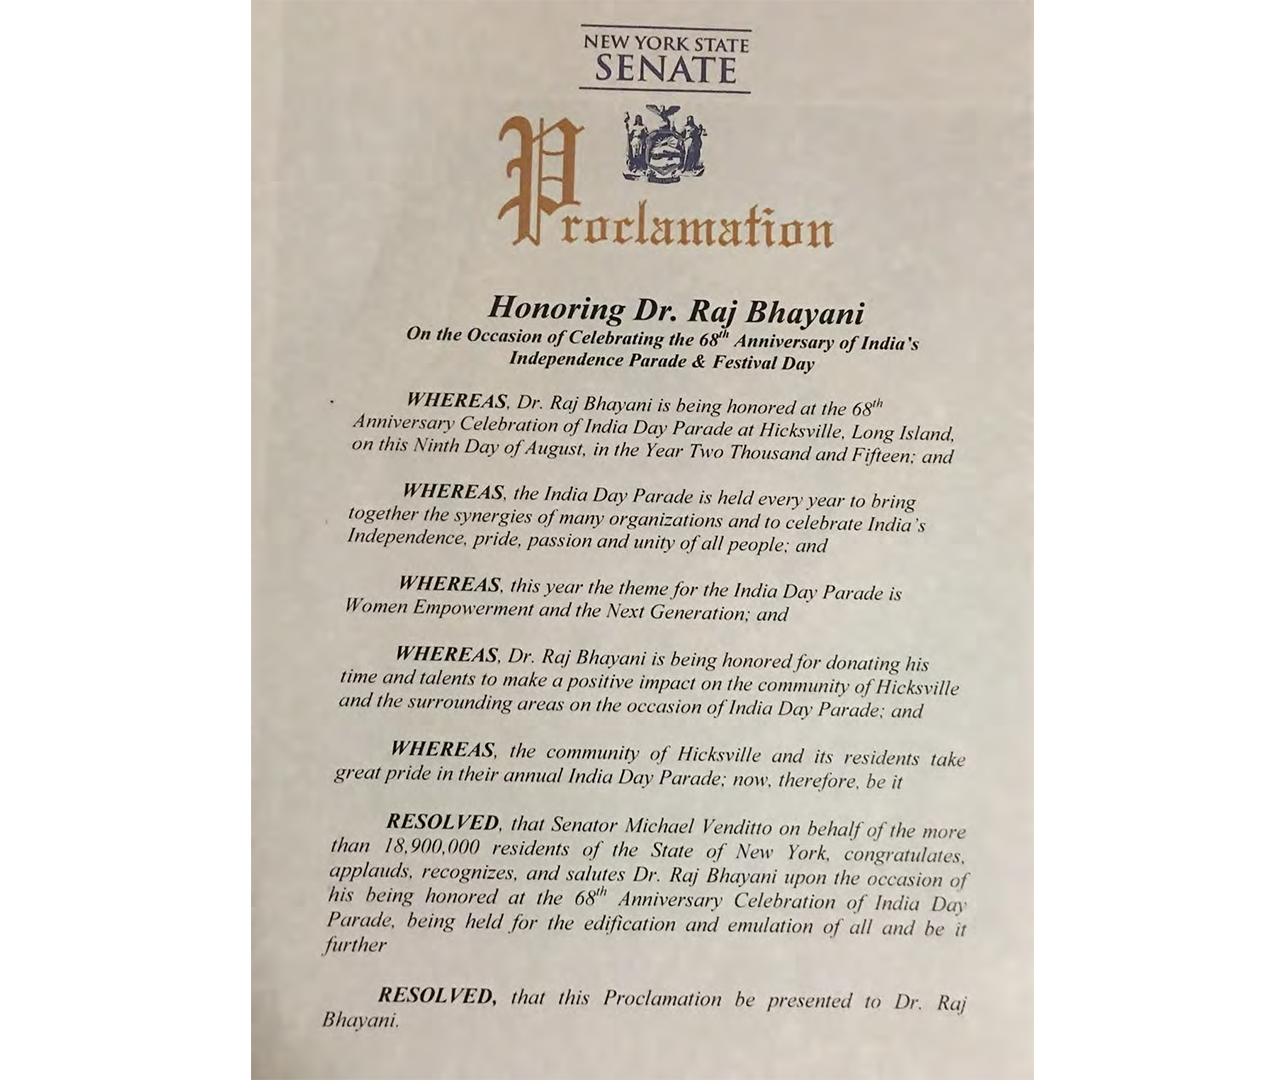 NEW YORK STATE
SENATE
Proclamation
Honoring Dr. Raj Bhayani
On the Occasion of Celebrating the 68th Anniversary of India's
Independence Parade & Festival Day
WHEREAS, Dr. Raj Bhayani is being honored at the 68th
Anniversary Celebration of India Day Parade at Hicksville, Long Island,
on this Ninth Day of August, in the Year Two Thousand and Fifteen; and
WHEREAS, the India Day Parade is held every year to bring
together the synergies of many organizations and to celebrate India's
Independence, pride, passion and unity of all people; and
WHEREAS, this year the theme for the India Day Parade is
Women Empowerment and the Next Generation; and
WHEREAS, Dr. Raj Bhayani is being honored for donating his
time and talents to make a positive impact on the community of Hicksville
and the surrounding areas on the occasion of India Day Parade; and
WHEREAS, the community of Hicksville and its residents take
great pride in their annual India Day Parade; now, therefore, be it
RESOLVED, that Senator Michael Venditto on behalf of the more
than 18,900,000 residents of the State of New York, congratulates,
applauds, recognizes, and salutes Dr. Raj Bhayani upon the occasion of
his being honored at the 68th Anniversary Celebration of India Day
Parade, being held for the edification and emulation of all and be it
further
RESOLVED, that this Proclamation be presented to Dr. Raj
Bhayani.